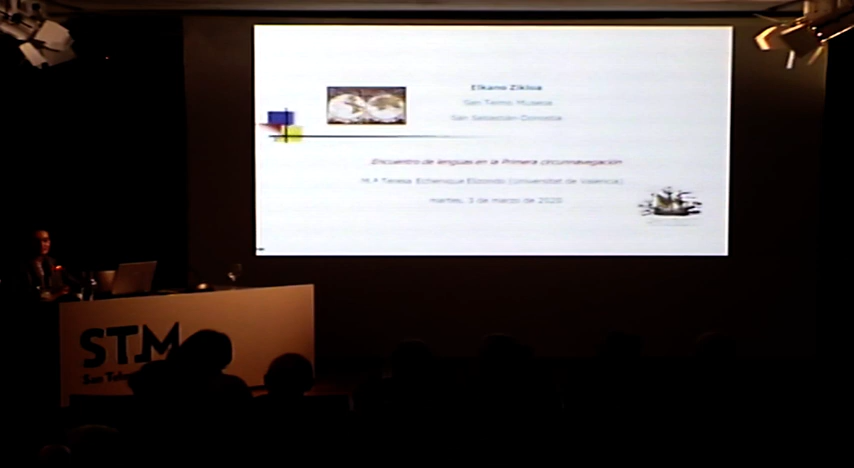 Elkano Zikloa
San Telmo Museoa
San Sebastián-Donostia
Encuentro de lenguas en la Primera circunnavegación
M.ª Teresa Echenique Elizondo (Universitat de València)
martes, 3 de marzo de 2020
STM
San